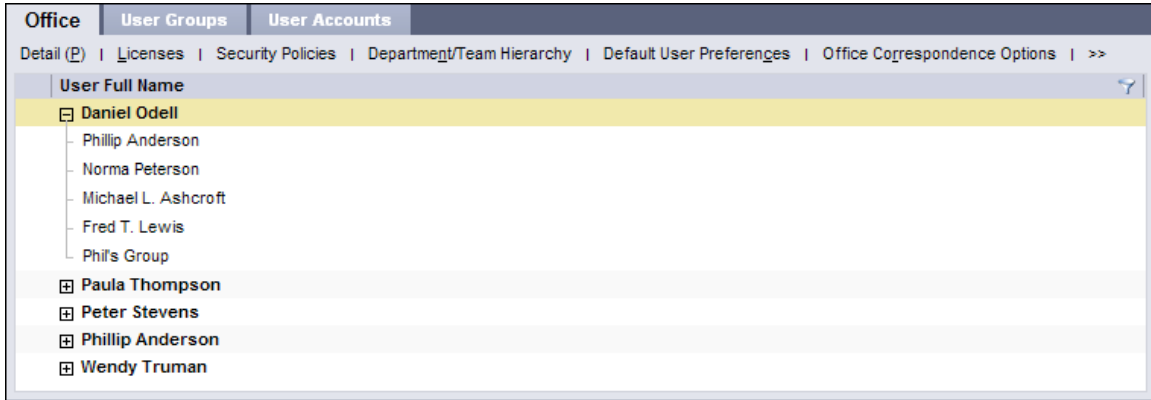 Office User Groups User Accounts
Detail (P) | Licenses | Security Policies | Department/Team Hierarchy | Default User Preferences | Office Correspondence Options | >>
User Full Name
Daniel Odell
Phillip Anderson
Norma Peterson
Michael L. Ashcroft
Fred T. Lewis
Phil's Group
Paula Thompson
Peter Stevens
Phillip Anderson
Wendy Truman